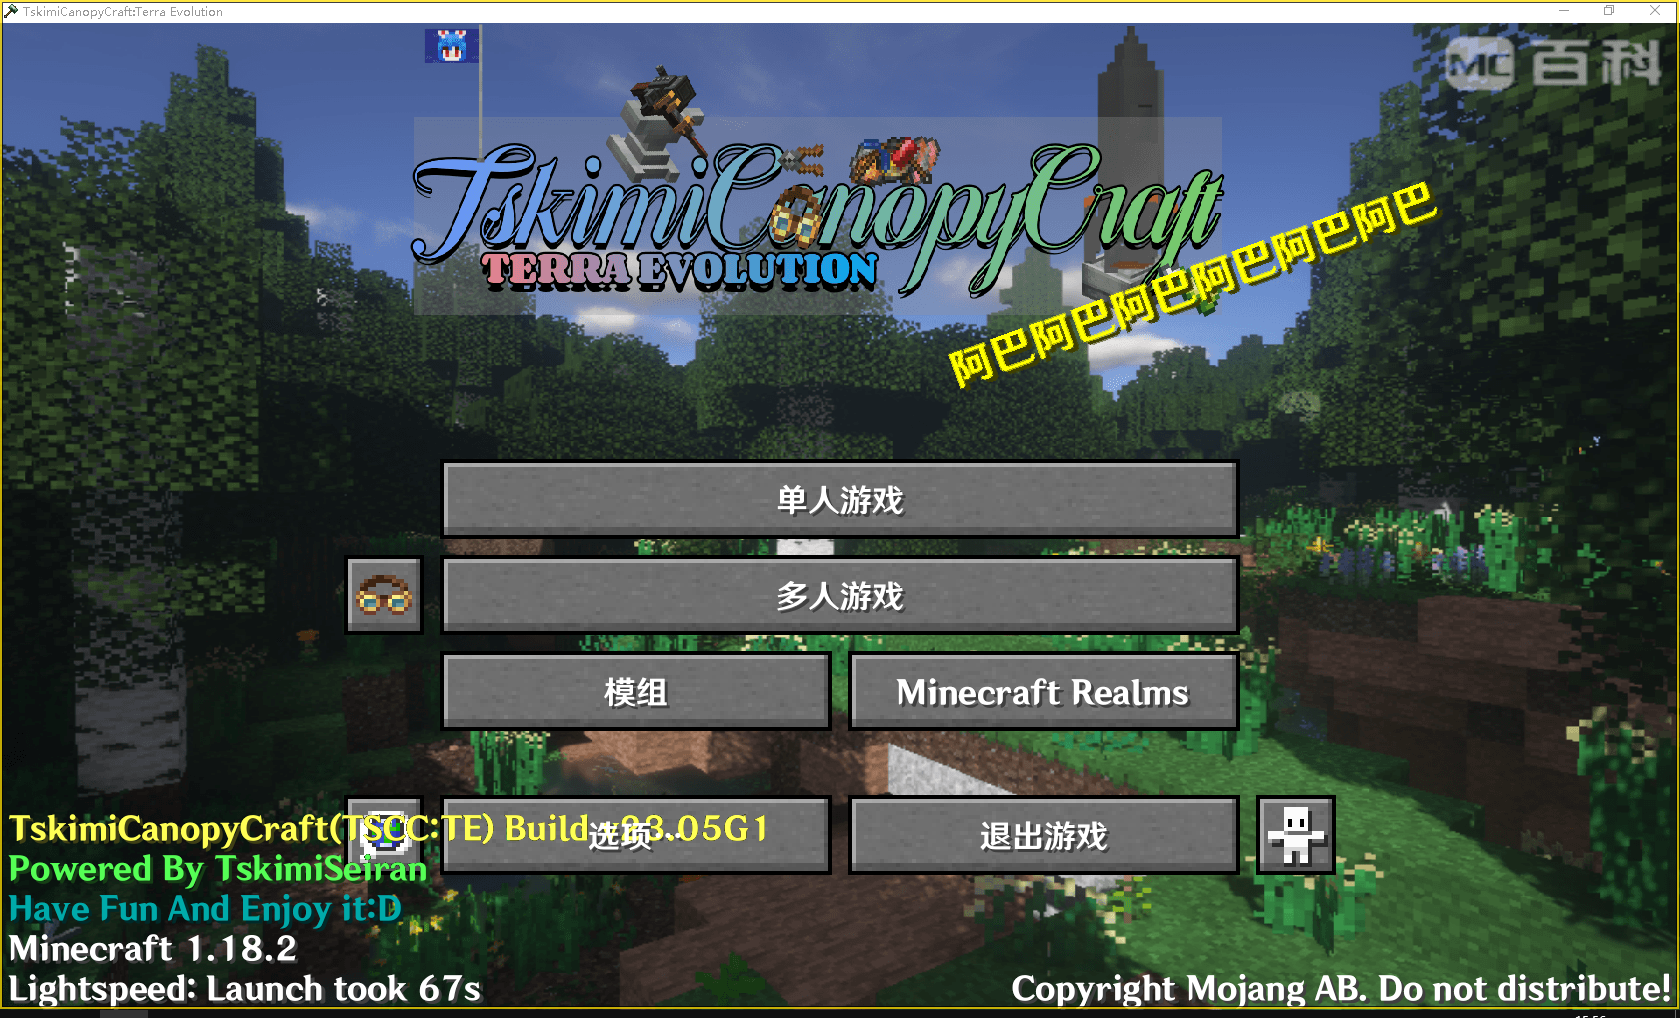 TskimiCanopyCraft:Terra Evolution
MC百科
TskimiCanopyCraft
TERRA EVOLUTION
阿巴阿巴阿巴阿巴阿巴阿巴
单人游戏
多人游戏
模组
Minecraft Realms
选项...
退出游戏
TskimiCanopyCraft(TSCC:TE) Build 23.05G1
Powered By TskimiSeiran
Have Fun And Enjoy it:D
Minecraft 1.18.2
Lightspeed: Launch took 67s
Copyright Mojang AB. Do not distribute!